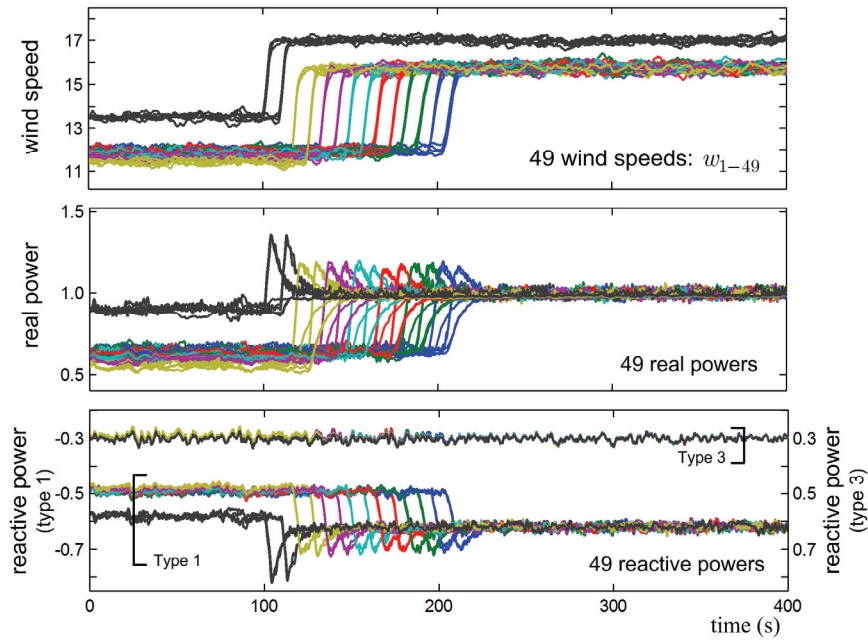 wind speed
17
15
13
11
49 wind speeds: w1−49
real power
1.5
1.0
0.5
49 real powers
reactive power
(type 1)
-0.3
-0.5
-0.7
Type 1
Type 3
0.3
0.5
0.7
reactive power
(type 3)
49 reactive powers
0
100
200
300
400
time (s)